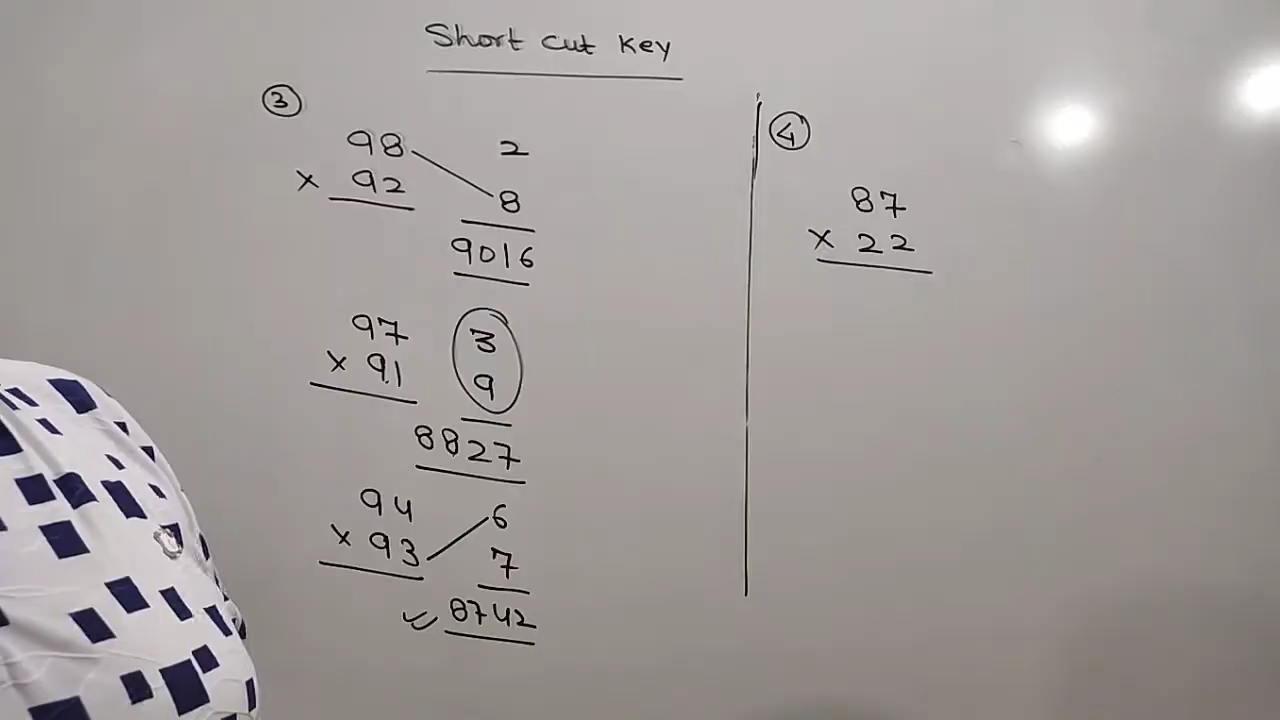 Short cut key
3
98 2
× 92 8
9016
97 3
× 91 9
8827
94 6
× 93 7
8742
4
87
× 22